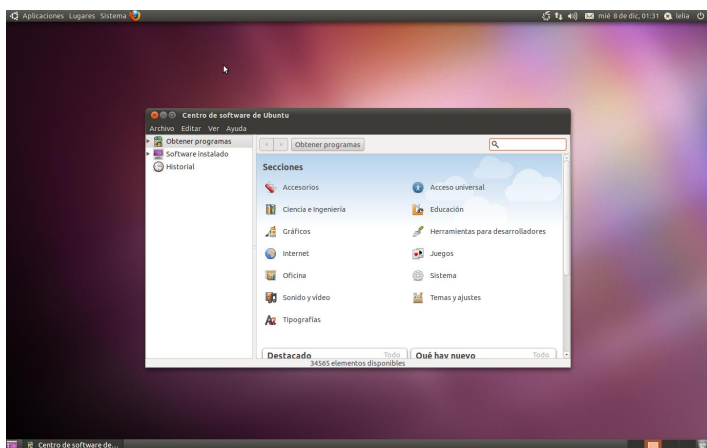 Aplicaciones Lugares Sistema
mié 8 de dic, 01:31 lelia
Centro de software de Ubuntu
Archivo Editar Ver Ayuda
Obtener programas
Software instalado
Historial
Obtener programas
Secciones
Accesorios
Acceso universal
Ciencia e Ingeniería
Educación
Gráficos
Herramientas para desarrolladores
Internet
Juegos
Oficina
Sistema
Sonido y vídeo
Temas y ajustes
Tipografías
Destacado Todo
Qué hay nuevo Todo
34565 elementos disponibles
Centro de software de...